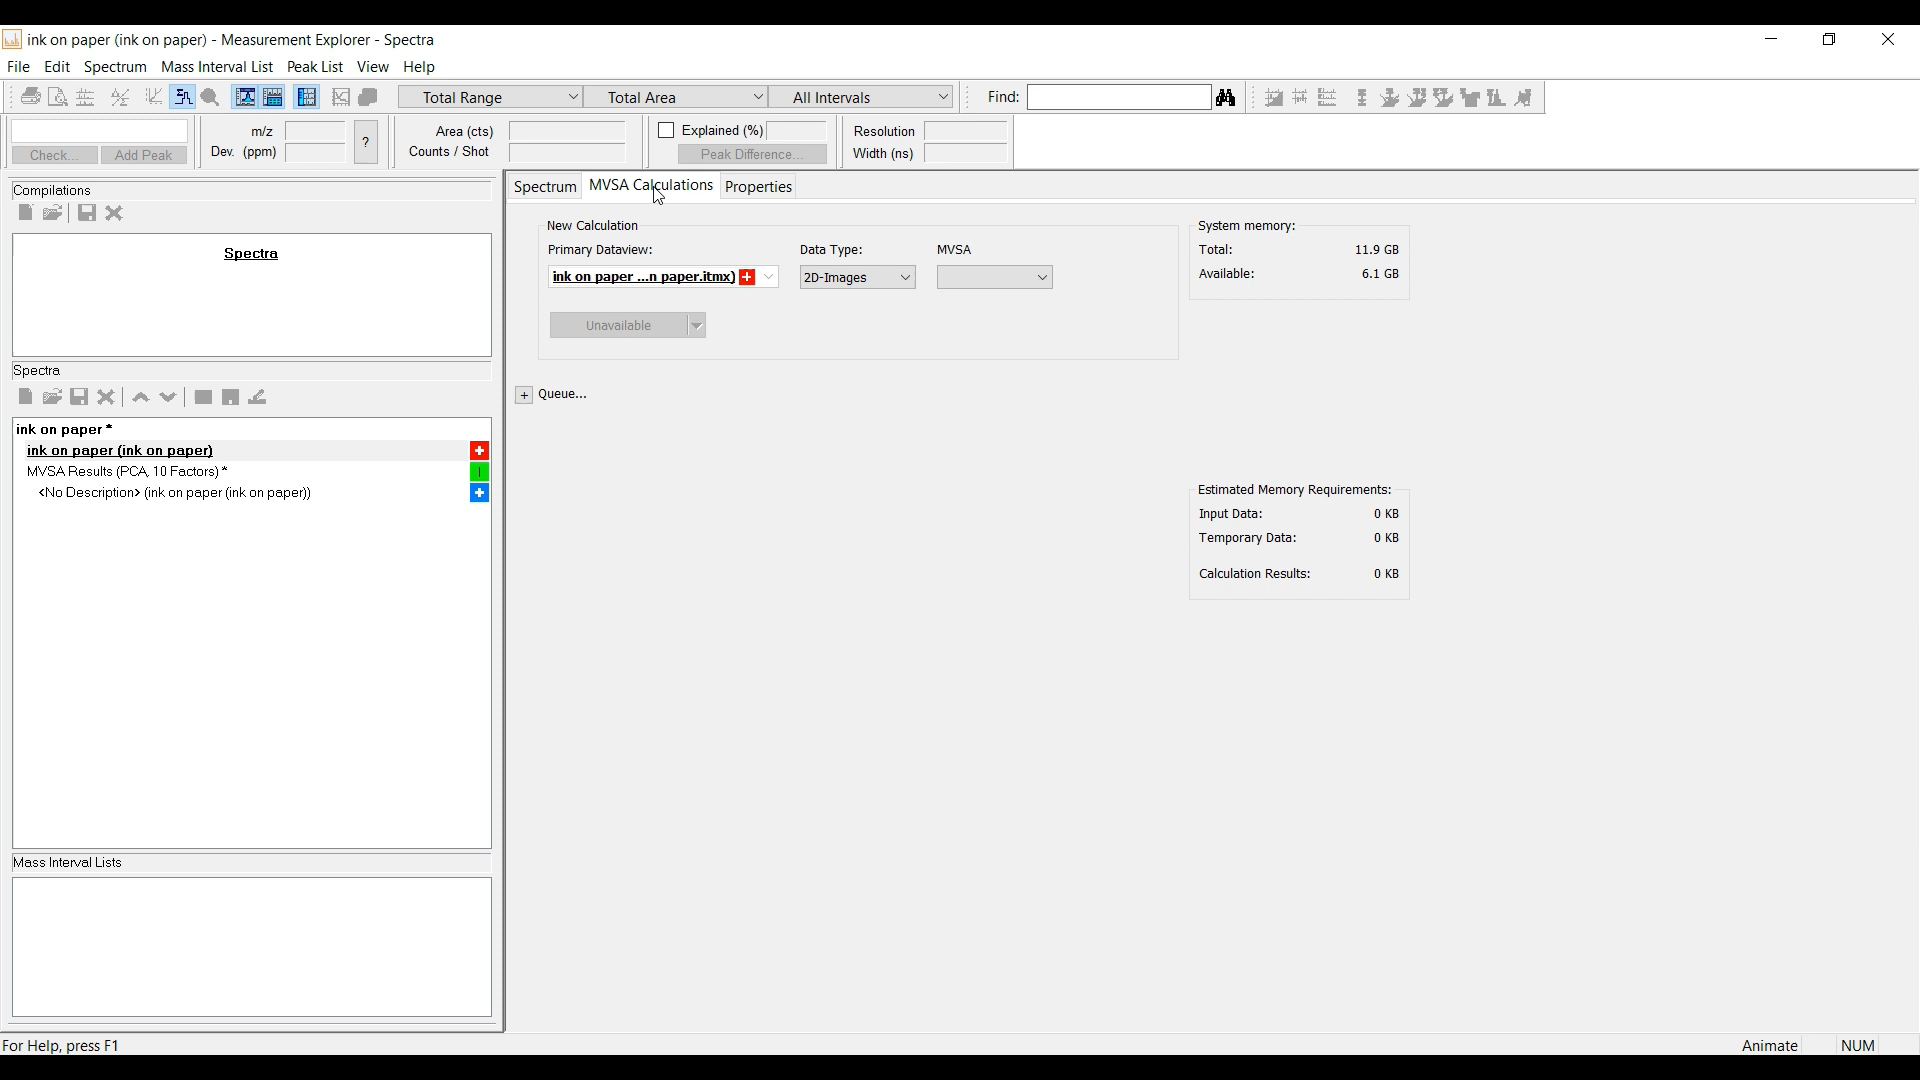 ink on paper (ink on paper) - Measurement Explorer - Spectra
File Edit Spectrum Mass Interval List Peak List View Help
Total Range Total Area All Intervals Find:
m/z Area (cts) Explained (%) Resolution
Check... Add Peak Dev. (ppm) ? Counts / Shot Peak Difference... Width (ns)
Compilations
Spectra
Spectra
ink on paper *
ink on paper (ink on paper)
MVSA Results (PCA, 10 Factors) *
<No Description> (ink on paper (ink on paper))
Mass Interval Lists
Spectrum MVSA Calculations Properties
New Calculation
Primary Dataview: Data Type: MVSA
ink on paper ...n paper.itmx) 2D-Images
Unavailable
+ Queue...
System memory:
Total: 11.9 GB
Available: 6.1 GB
Estimated Memory Requirements:
Input Data: 0 KB
Temporary Data: 0 KB
Calculation Results: 0 KB
For Help, press F1 Animate NUM